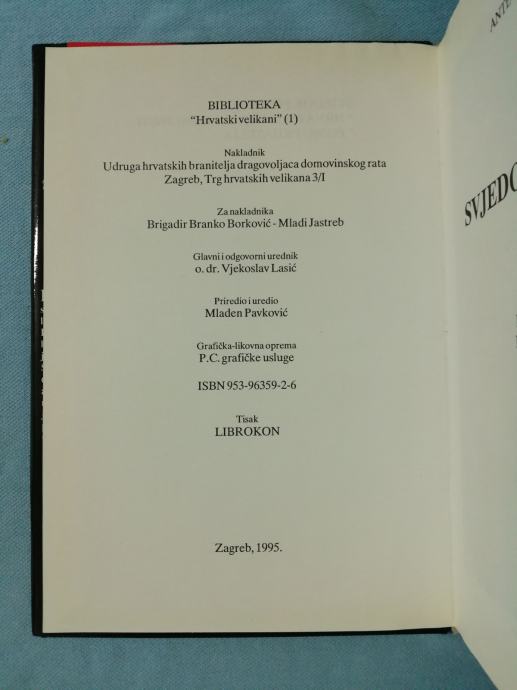 BIBLIOTEKA
"Hrvatski velikani" (1)
Nakladnik
Udruga hrvatskih branitelja dragovoljaca domovinskog rata
Zagreb, Trg hrvatskih velikana 3/I
Za nakladnika
Brigadir Branko Borković - Mladi Jastreb
Glavni i odgovorni urednik
o. dr. Vjekoslav Lasić
Priredio i uredio
Mladen Pavković
Grafička-likovna oprema
P.C. grafičke usluge
ISBN 953-96359-2-6
Tisak
LIBROKON
Zagreb, 1995.
ANTE
SVJEDO